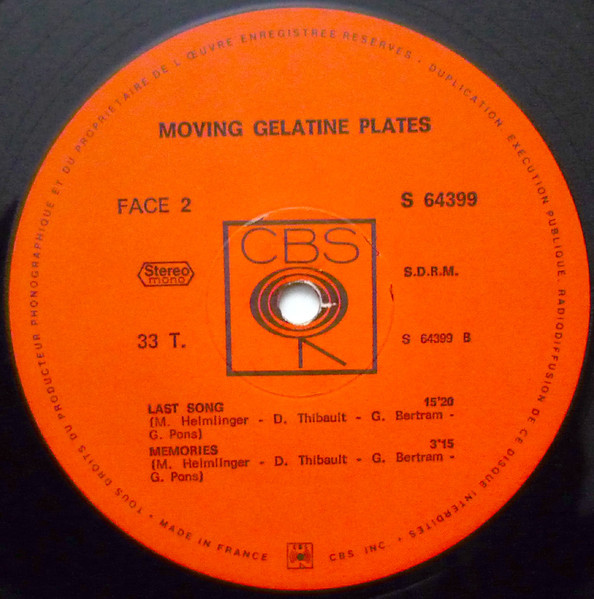 • TOUS DROITS DU PRODUCTEUR PHONOGRAPHIQUE ET DU PROPRIETAIRE DE L'ŒUVRE ENREGISTREE RESERVES • DUPLICATION, EXECUTION PUBLIQUE, RADIODIFFUSION DE CE DISQUE INTERDITES •
MOVING GELATINE PLATES
FACE 2
S 64399
CBS
Stereo
mono
S.D.R.M.
33 T.
S 64399 B
LAST SONG 15'20
(M. Helmlinger - D. Thibault - G. Bertram -
G. Pons)
MEMORIES 3'15
(M. Helmlinger - D. Thibault - G. Bertram -
G. Pons)
MADE IN FRANCE
CBS INC.